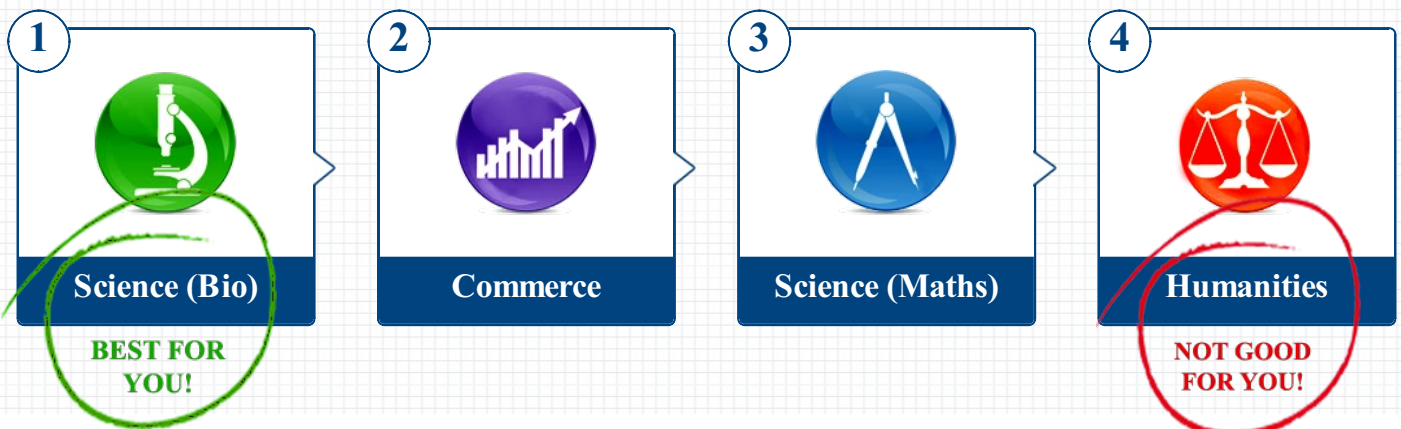 1
2
3
4
Science (Bio)
Commerce
Science (Maths)
Humanities
BEST FOR
YOU!
NOT GOOD
FOR YOU!